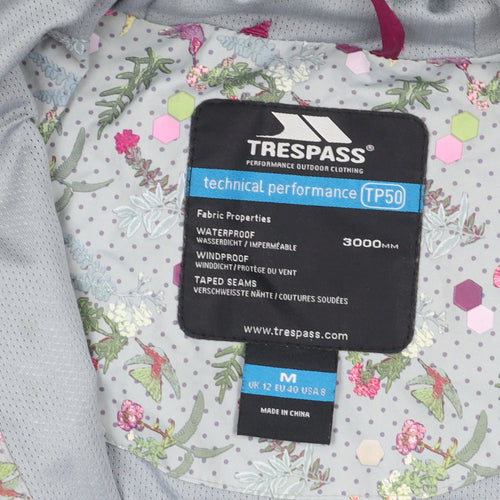 TRESPASS®
PERFORMANCE OUTDOOR CLOTHING
technical performance TP50
Fabric Properties
WATERPROOF 3000MM
WASSERDICHT / IMPERMÉABLE
WINDPROOF
WINDDICHT / PROTÈGE DU VENT
TAPED SEAMS
VERSCHWEISSTE NÄHTE / COUTURES SOUDÉES
www.trespass.com
M
UK 12 EU 40 USA 8
MADE IN CHINA